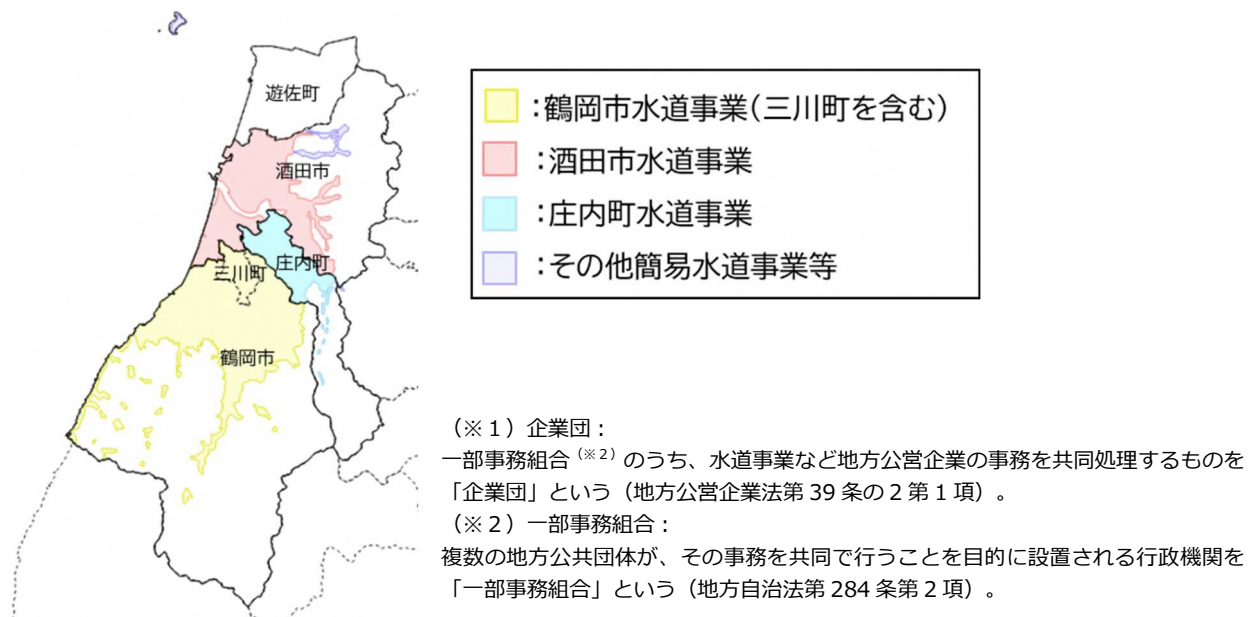 遊佐町
酒田市
庄内町
三川町
鶴岡市
：鶴岡市水道事業（三川町を含む）
：酒田市水道事業
：庄内町水道事業
：その他簡易水道事業等
（※１）企業団：
一部事務組合（※２）のうち、水道事業など地方公営企業の事務を共同処理するものを
「企業団」という（地方公営企業法第 39 条の 2 第 1 項）。
（※２）一部事務組合：
複数の地方公共団体が、その事務を共同で行うことを目的に設置される行政機関を
「一部事務組合」という（地方自治法第 284 条第 2 項）。